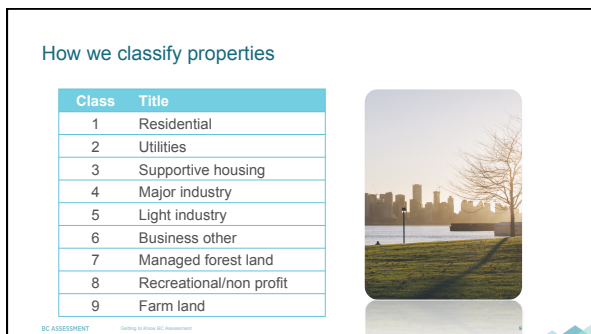 How we classify properties
Class Title
1 Residential
2 Utilities
3 Supportive housing
4 Major industry
5 Light industry
6 Business other
7 Managed forest land
8 Recreational/non profit
9 Farm land
BC ASSESSMENT Getting to Know BC Assessment